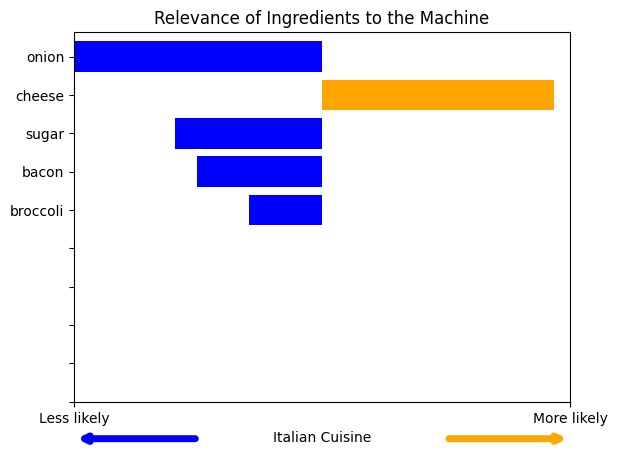 Relevance of Ingredients to the Machine
onion
cheese
sugar
bacon
broccoli
Less likely
More likely
Italian Cuisine